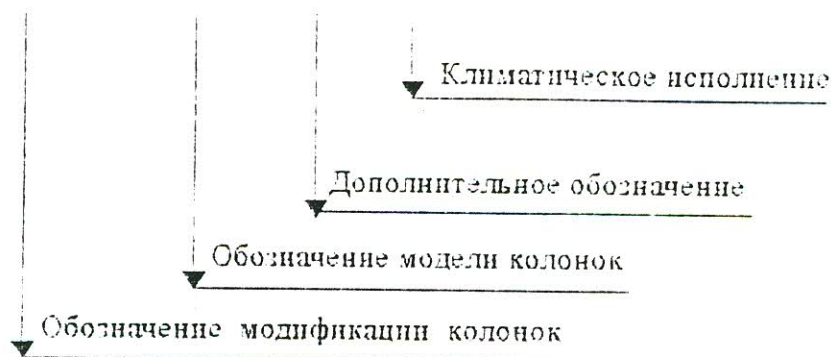 Климатическое исполнение
Дополнительное обозначение
Обозначение модели колонок
Обозначение модификации колонок